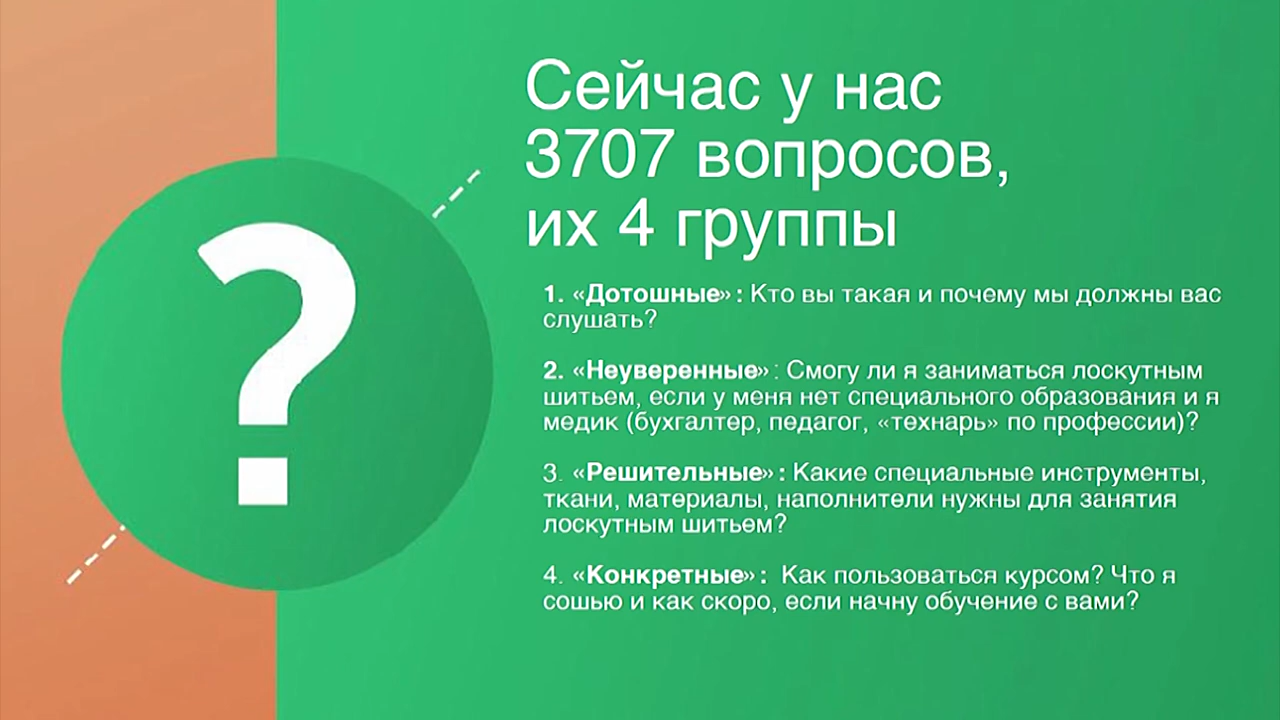 Сейчас у нас
3707 вопросов,
их 4 группы
1. «Дотошные» : Кто вы такая и почему мы должны вас
слушать?
2. «Неуверенные» : Смогу ли я заниматься лоскутным
шитьем, если у меня нет специального образования и я
медик (бухгалтер, педагог, «технарь» по профессии)?
3. «Решительные» : Какие специальные инструменты,
ткани, материалы, наполнители нужны для занятия
лоскутным шитьем?
4. «Конкретные» : Как пользоваться курсом? Что я
сошью и как скоро, если начну обучение с вами?
?